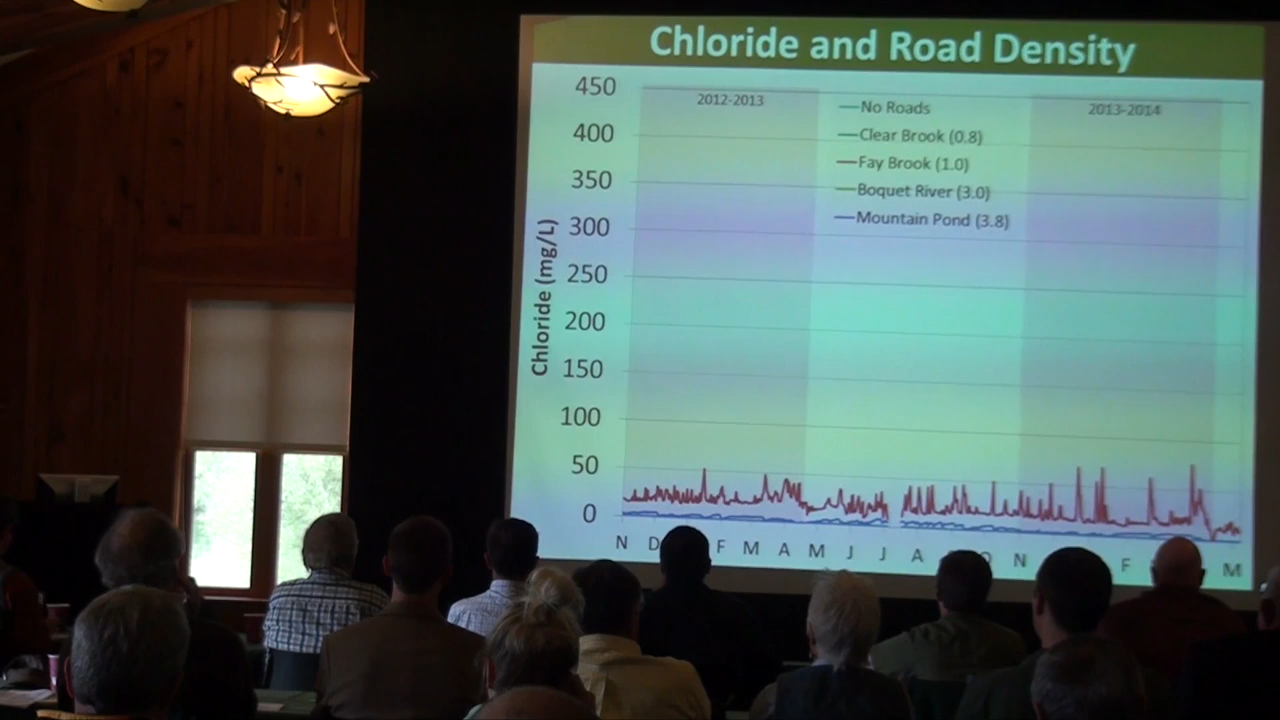 Chloride and Road Density
450
400
350
300
250
200
150
100
50
0
Chloride (mg/L)
2012-2013
2013-2014
No Roads
Clear Brook (0.8)
Fay Brook (1.0)
Boquet River (3.0)
Mountain Pond (3.8)
N D F M A M J J A O N F M